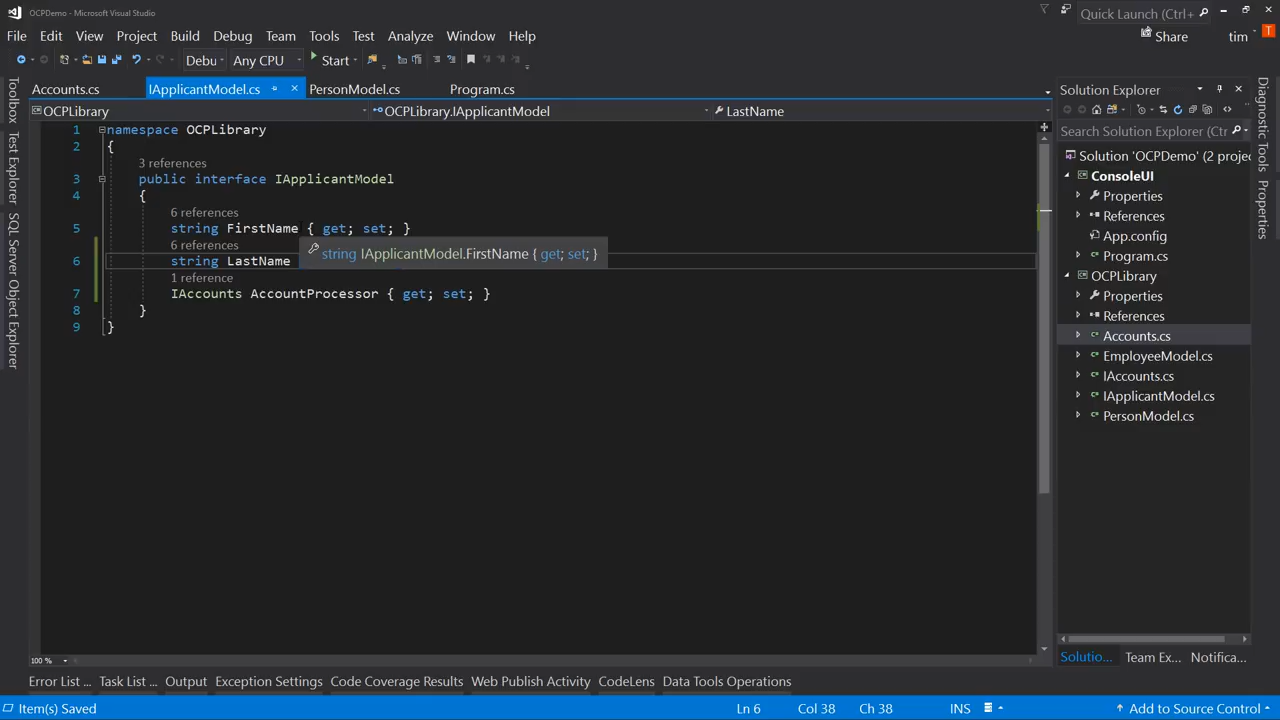 OCPDemo - Microsoft Visual Studio
Quick Launch (Ctrl+
File Edit View Project Build Debug Team Tools Test Analyze Window Help
Share
tim
T
Debu
Any CPU
Start
Accounts.cs
IApplicantModel.cs
PersonModel.cs
Program.cs
OCPLibrary
OCPLibrary.IApplicantModel
LastName
1 namespace OCPLibrary
2 {
3 references
3 public interface IApplicantModel
4 {
6 references
5 string FirstName { get; set; }
6 references
string IApplicantModel.FirstName { get; set; }
6 string LastName
1 reference
7 IAccounts AccountProcessor { get; set; }
8 }
9 }
100 %
Toolbox
Test Explorer
SQL Server Object Explorer
Solution Explorer
Search Solution Explorer (Ctr
Solution 'OCPDemo' (2 projec
ConsoleUI
Properties
References
App.config
Program.cs
OCPLibrary
Properties
References
Accounts.cs
EmployeeModel.cs
IAccounts.cs
IApplicantModel.cs
PersonModel.cs
Solutio...
Team Ex...
Notifica...
Diagnostic Tools
Properties
Error List ...
Task List ...
Output
Exception Settings
Code Coverage Results
Web Publish Activity
CodeLens
Data Tools Operations
Item(s) Saved
Ln 6
Col 38
Ch 38
INS
Add to Source Control